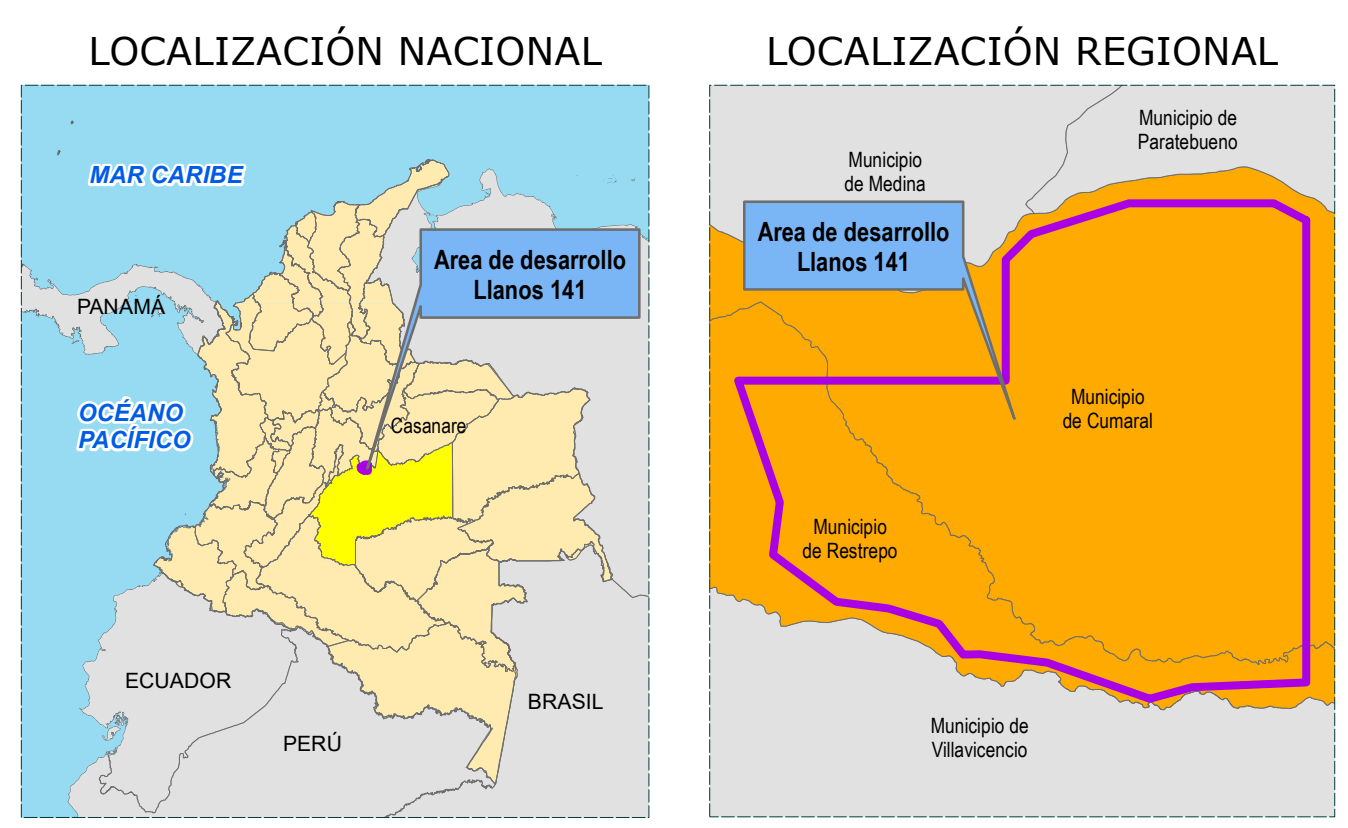 LOCALIZACIÓN NACIONAL
MAR CARIBE
Area de desarrollo
Llanos 141
PANAMÁ
OCÉANO
PACÍFICO
Casanare
ECUADOR
BRASIL
PERÚ
LOCALIZACIÓN REGIONAL
Municipio de
Paratebueno
Municipio
de Medina
Area de desarrollo
Llanos 141
Municipio
de Cumaral
Municipio
de Restrepo
Municipio de
Villavicencio